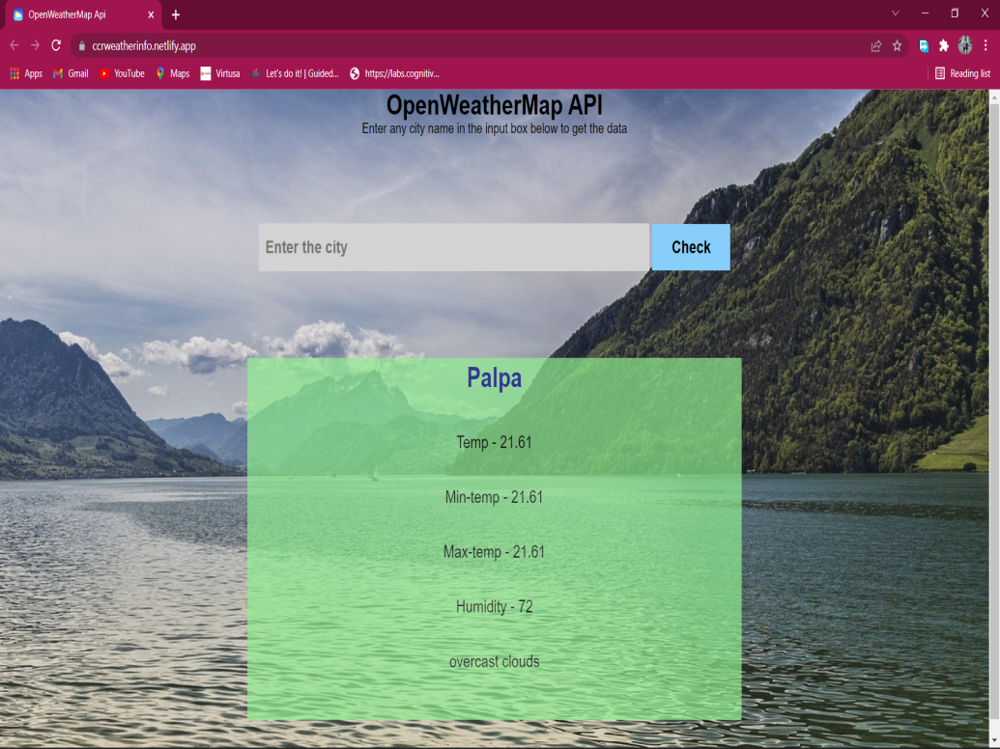 OpenWeatherMap Api
ccrweatherinfo.netlify.app
Apps Gmail YouTube Maps Virtusa Let's do it! | Guided... https://labs.cognitiv... Reading list
OpenWeatherMap API
Enter any city name in the input box below to get the data
Enter the city Check
Palpa
Temp - 21.61
Min-temp - 21.61
Max-temp - 21.61
Humidity - 72
overcast clouds